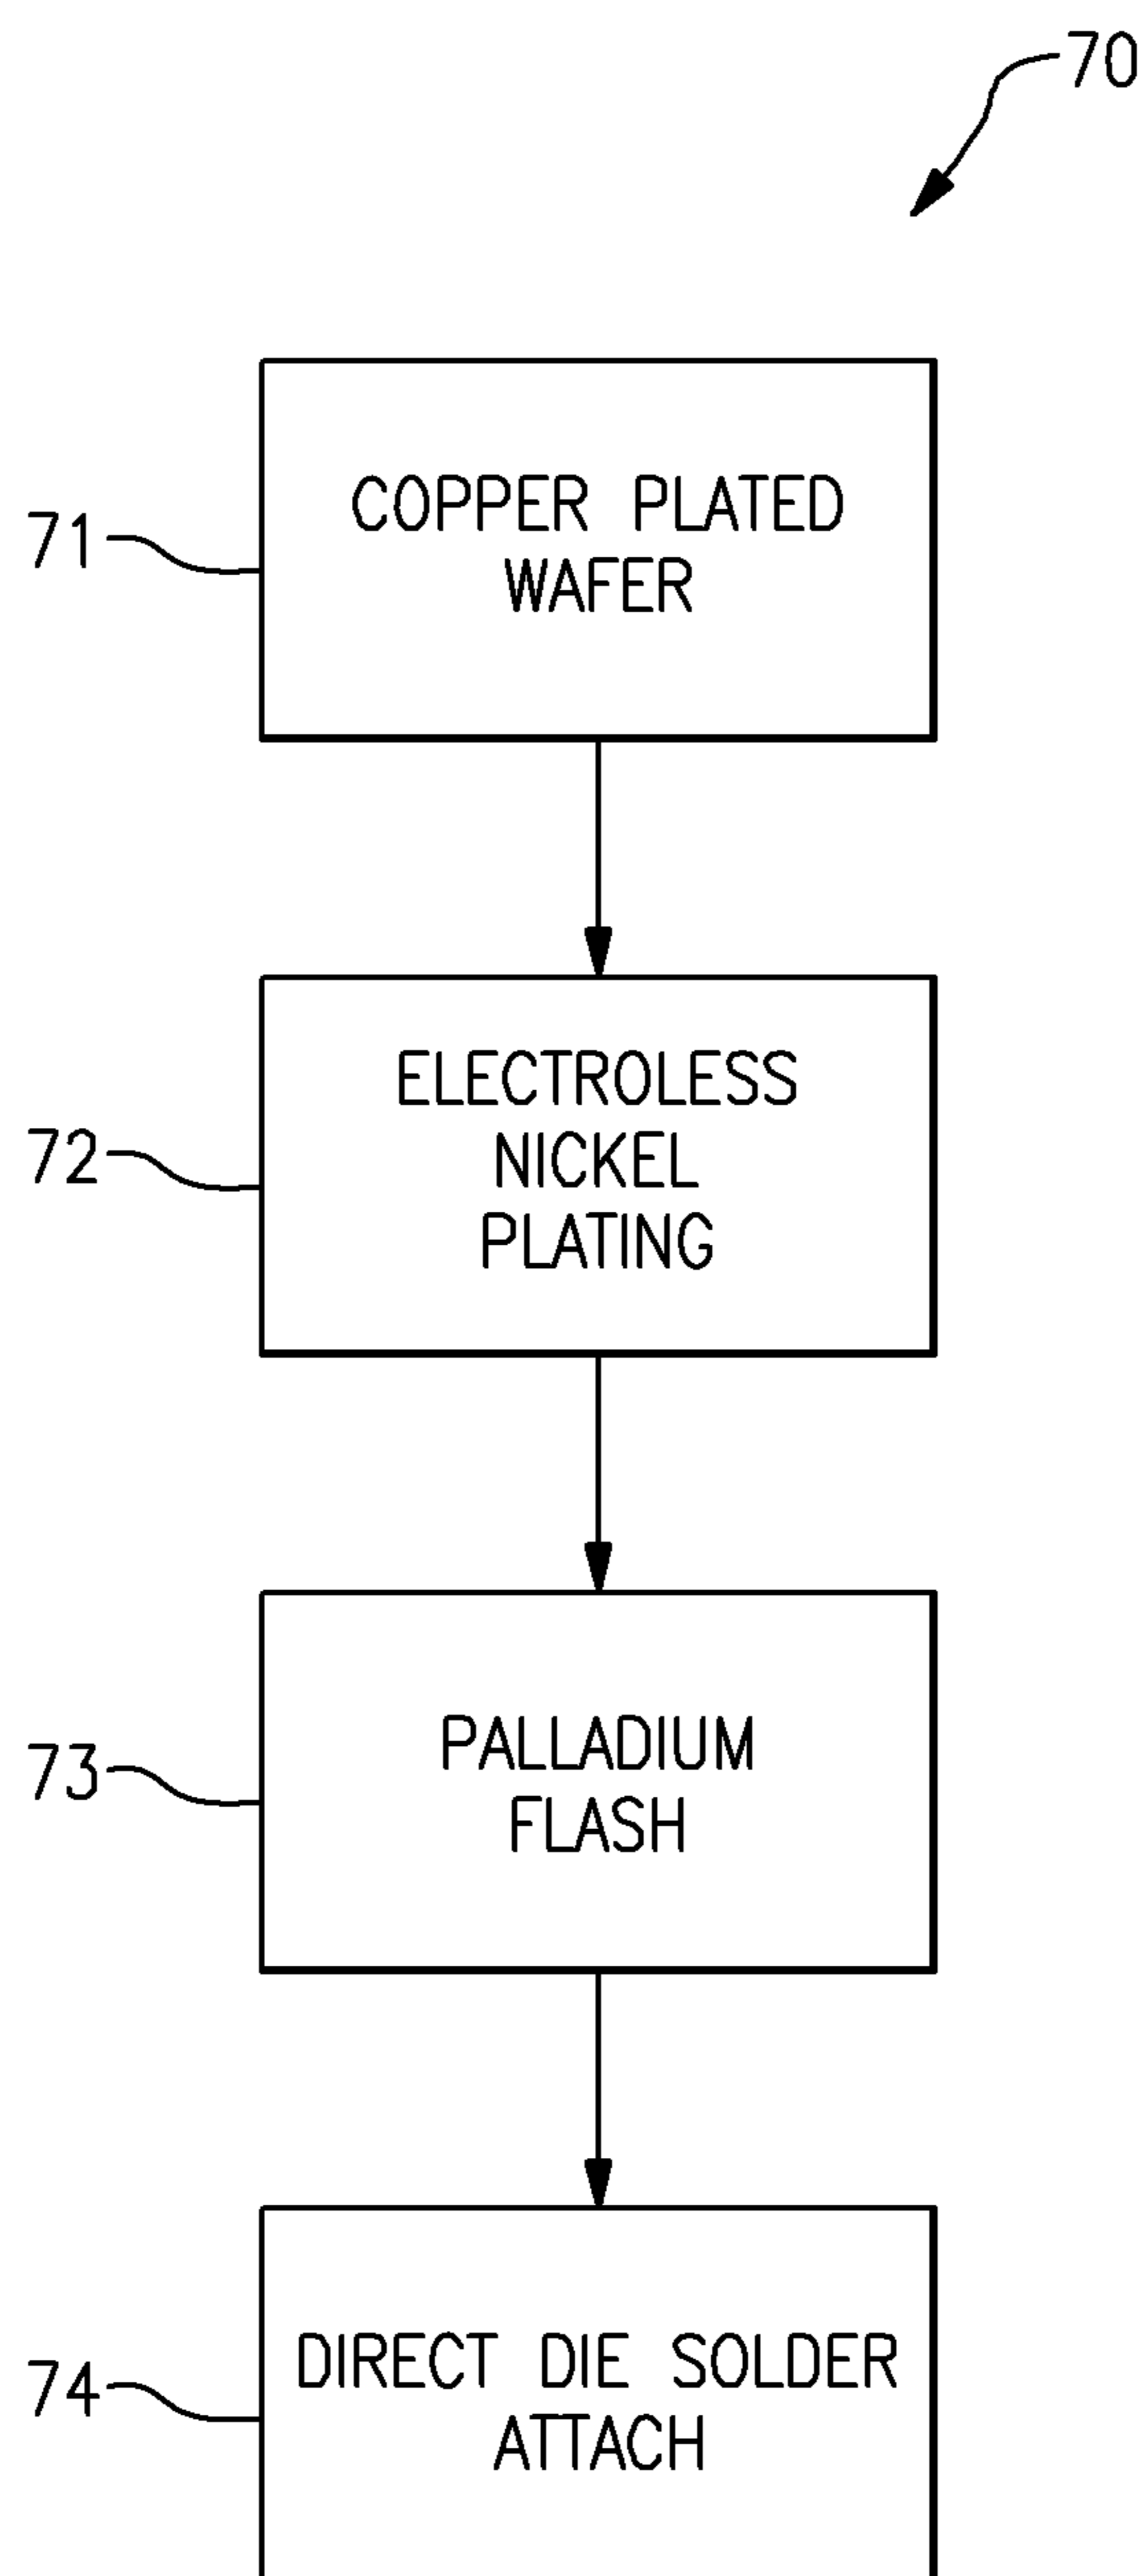 70
71
COPPER PLATED
WAFER
72
ELECTROLESS
NICKEL
PLATING
73
PALLADIUM
FLASH
74
DIRECT DIE SOLDER
ATTACH